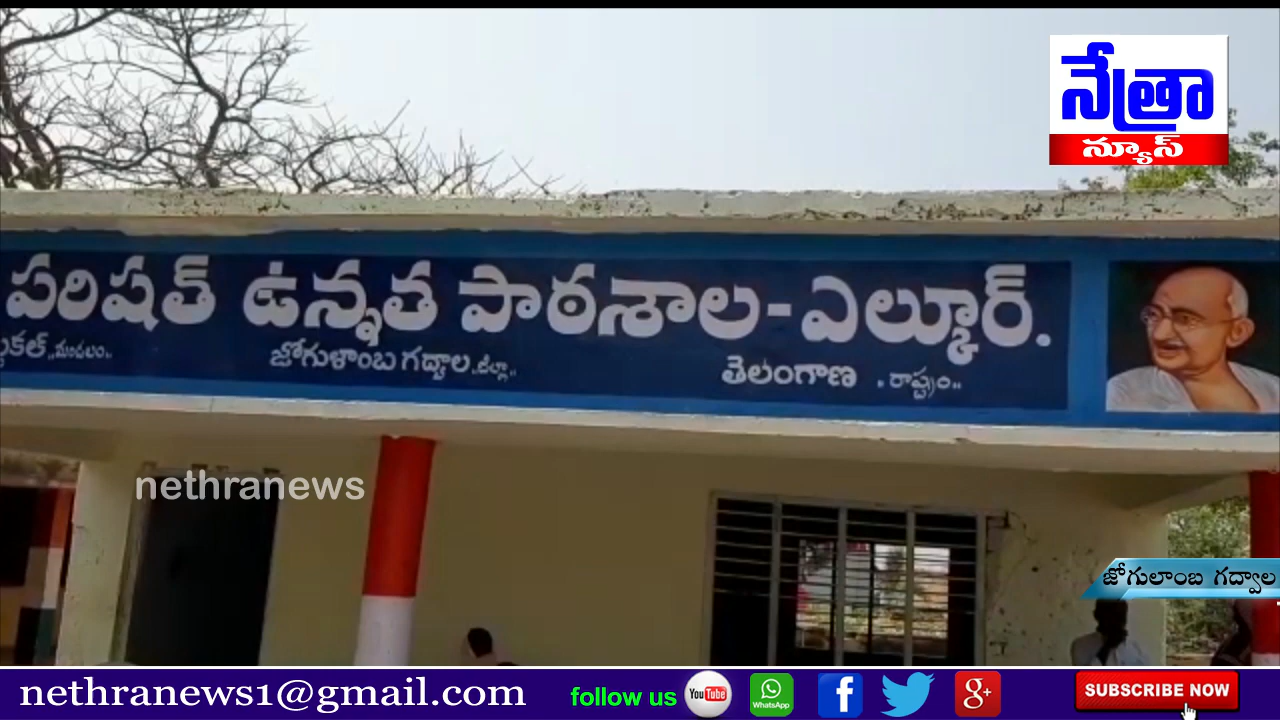 నేత్రా
న్యూస్
పరిషత్ ఉన్నత పాఠశాల-ఎల్కూర్.
జోగుళాంబ గద్వాల..జిల్లా..
తెలంగాణ .రాష్ట్రం..
మండలం..
nethranews
జోగులాంబ గద్వాల
nethranews1@gmail.com follow us YouTube WhatsApp SUBSCRIBE NOW